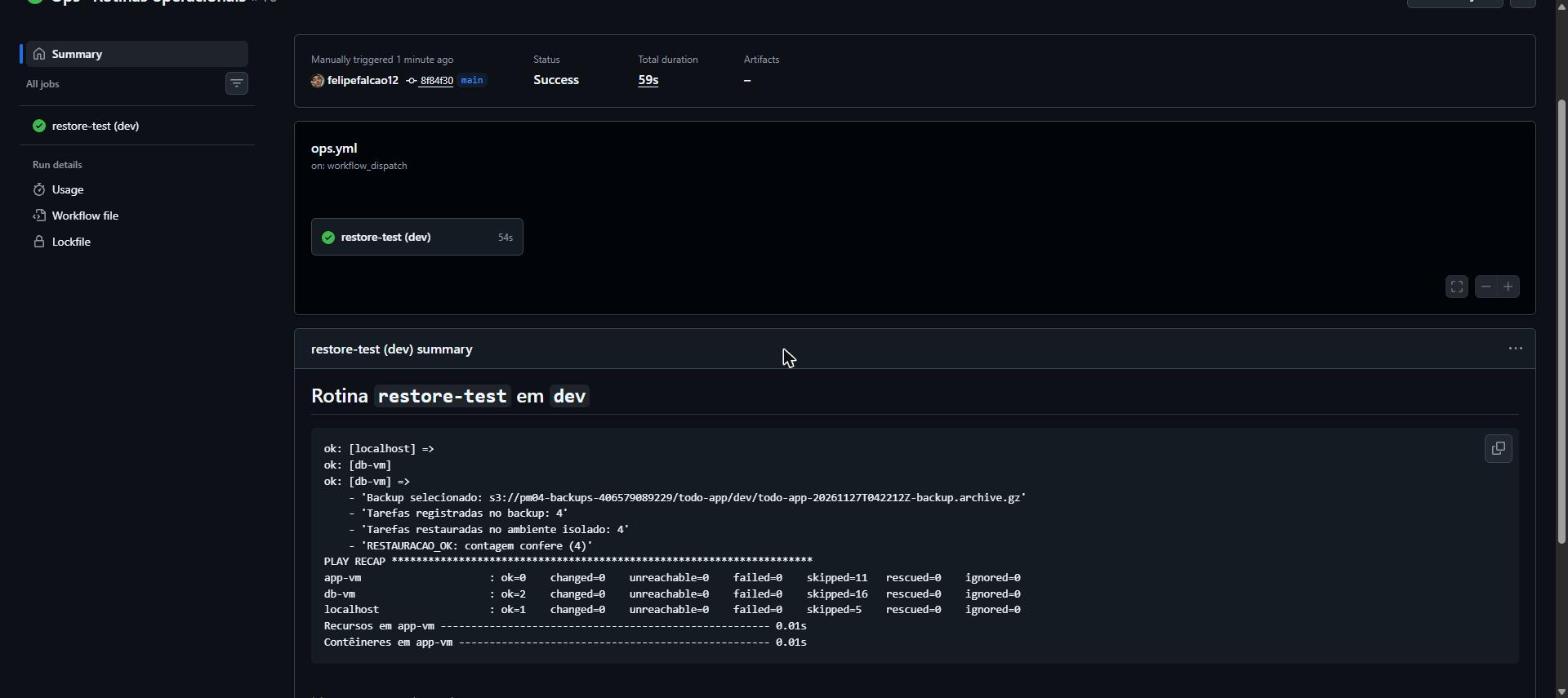 Ops - Rotinas operacionais
Summary
All jobs
restore-test (dev)
Run details
Usage
Workflow file
Lockfile
Manually triggered 1 minute ago
felipefalcao12 8f84f30 main
Status
Success
Total duration
59s
Artifacts
–
ops.yml
on: workflow_dispatch
restore-test (dev) 54s
restore-test (dev) summary
Rotina restore-test em dev
ok: [localhost] =>
ok: [db-vm]
ok: [db-vm] =>
- 'Backup selecionado: s3://pm04-backups-406579089229/todo-app/dev/todo-app-20261127T042212Z-backup.archive.gz'
- 'Tarefas registradas no backup: 4'
- 'Tarefas restauradas no ambiente isolado: 4'
- 'RESTAURACAO_OK: contagem confere (4)'
PLAY RECAP *********************************************************************
app-vm : ok=0 changed=0 unreachable=0 failed=0 skipped=11 rescued=0 ignored=0
db-vm : ok=2 changed=0 unreachable=0 failed=0 skipped=16 rescued=0 ignored=0
localhost : ok=1 changed=0 unreachable=0 failed=0 skipped=5 rescued=0 ignored=0
Recursos em app-vm ------------------------------------------------------ 0.01s
Contêineres em app-vm --------------------------------------------------- 0.01s